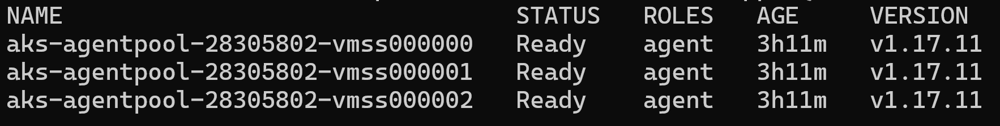 NAME STATUS ROLES AGE VERSION
aks-agentpool-28305802-vmss000000 Ready agent 3h11m v1.17.11
aks-agentpool-28305802-vmss000001 Ready agent 3h11m v1.17.11
aks-agentpool-28305802-vmss000002 Ready agent 3h11m v1.17.11